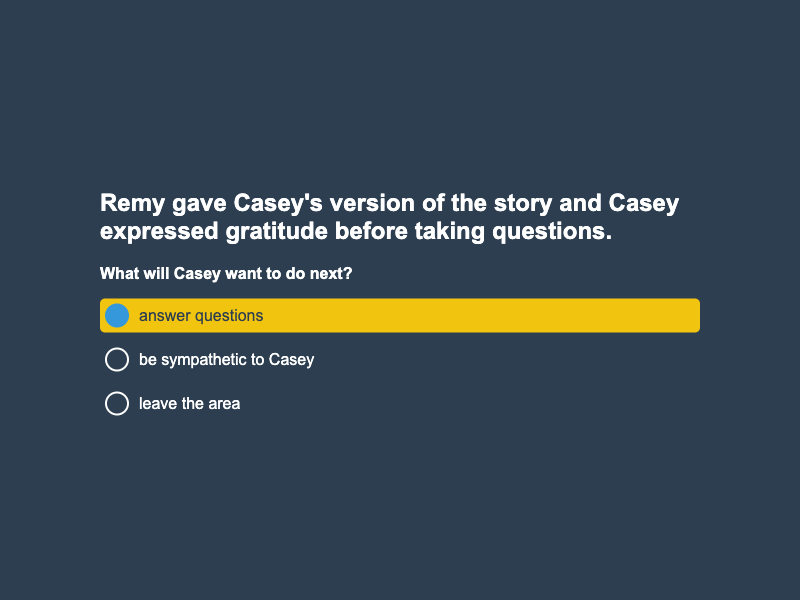 Remy gave Casey's version of the story and Casey
expressed gratitude before taking questions.
What will Casey want to do next?
answer questions
be sympathetic to Casey
leave the area